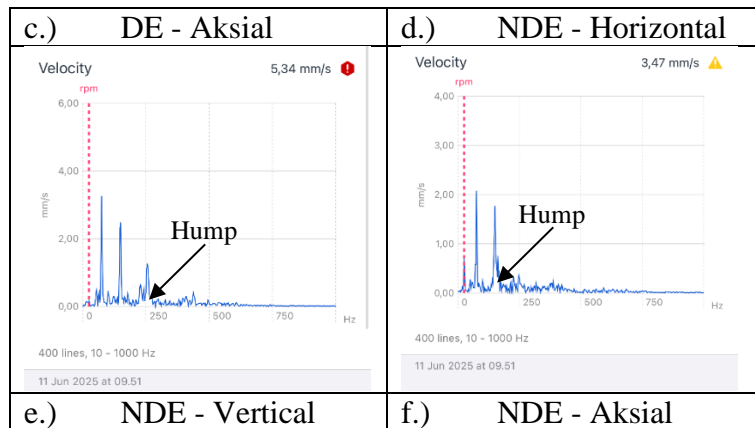 c.) DE - Aksial
Velocity 5,34 mm/s
rpm
6,00
4,00
2,00
0,00
mm/s
Hump
0 250 500 750 Hz
400 lines, 10 - 1000 Hz
11 Jun 2025 at 09.51
d.) NDE - Horizontal
Velocity 3,47 mm/s
rpm
4,00
3,00
2,00
1,00
0,00
mm/s
Hump
0 250 500 750 Hz
400 lines, 10 - 1000 Hz
11 Jun 2025 at 09.51
e.) NDE - Vertical
f.) NDE - Aksial